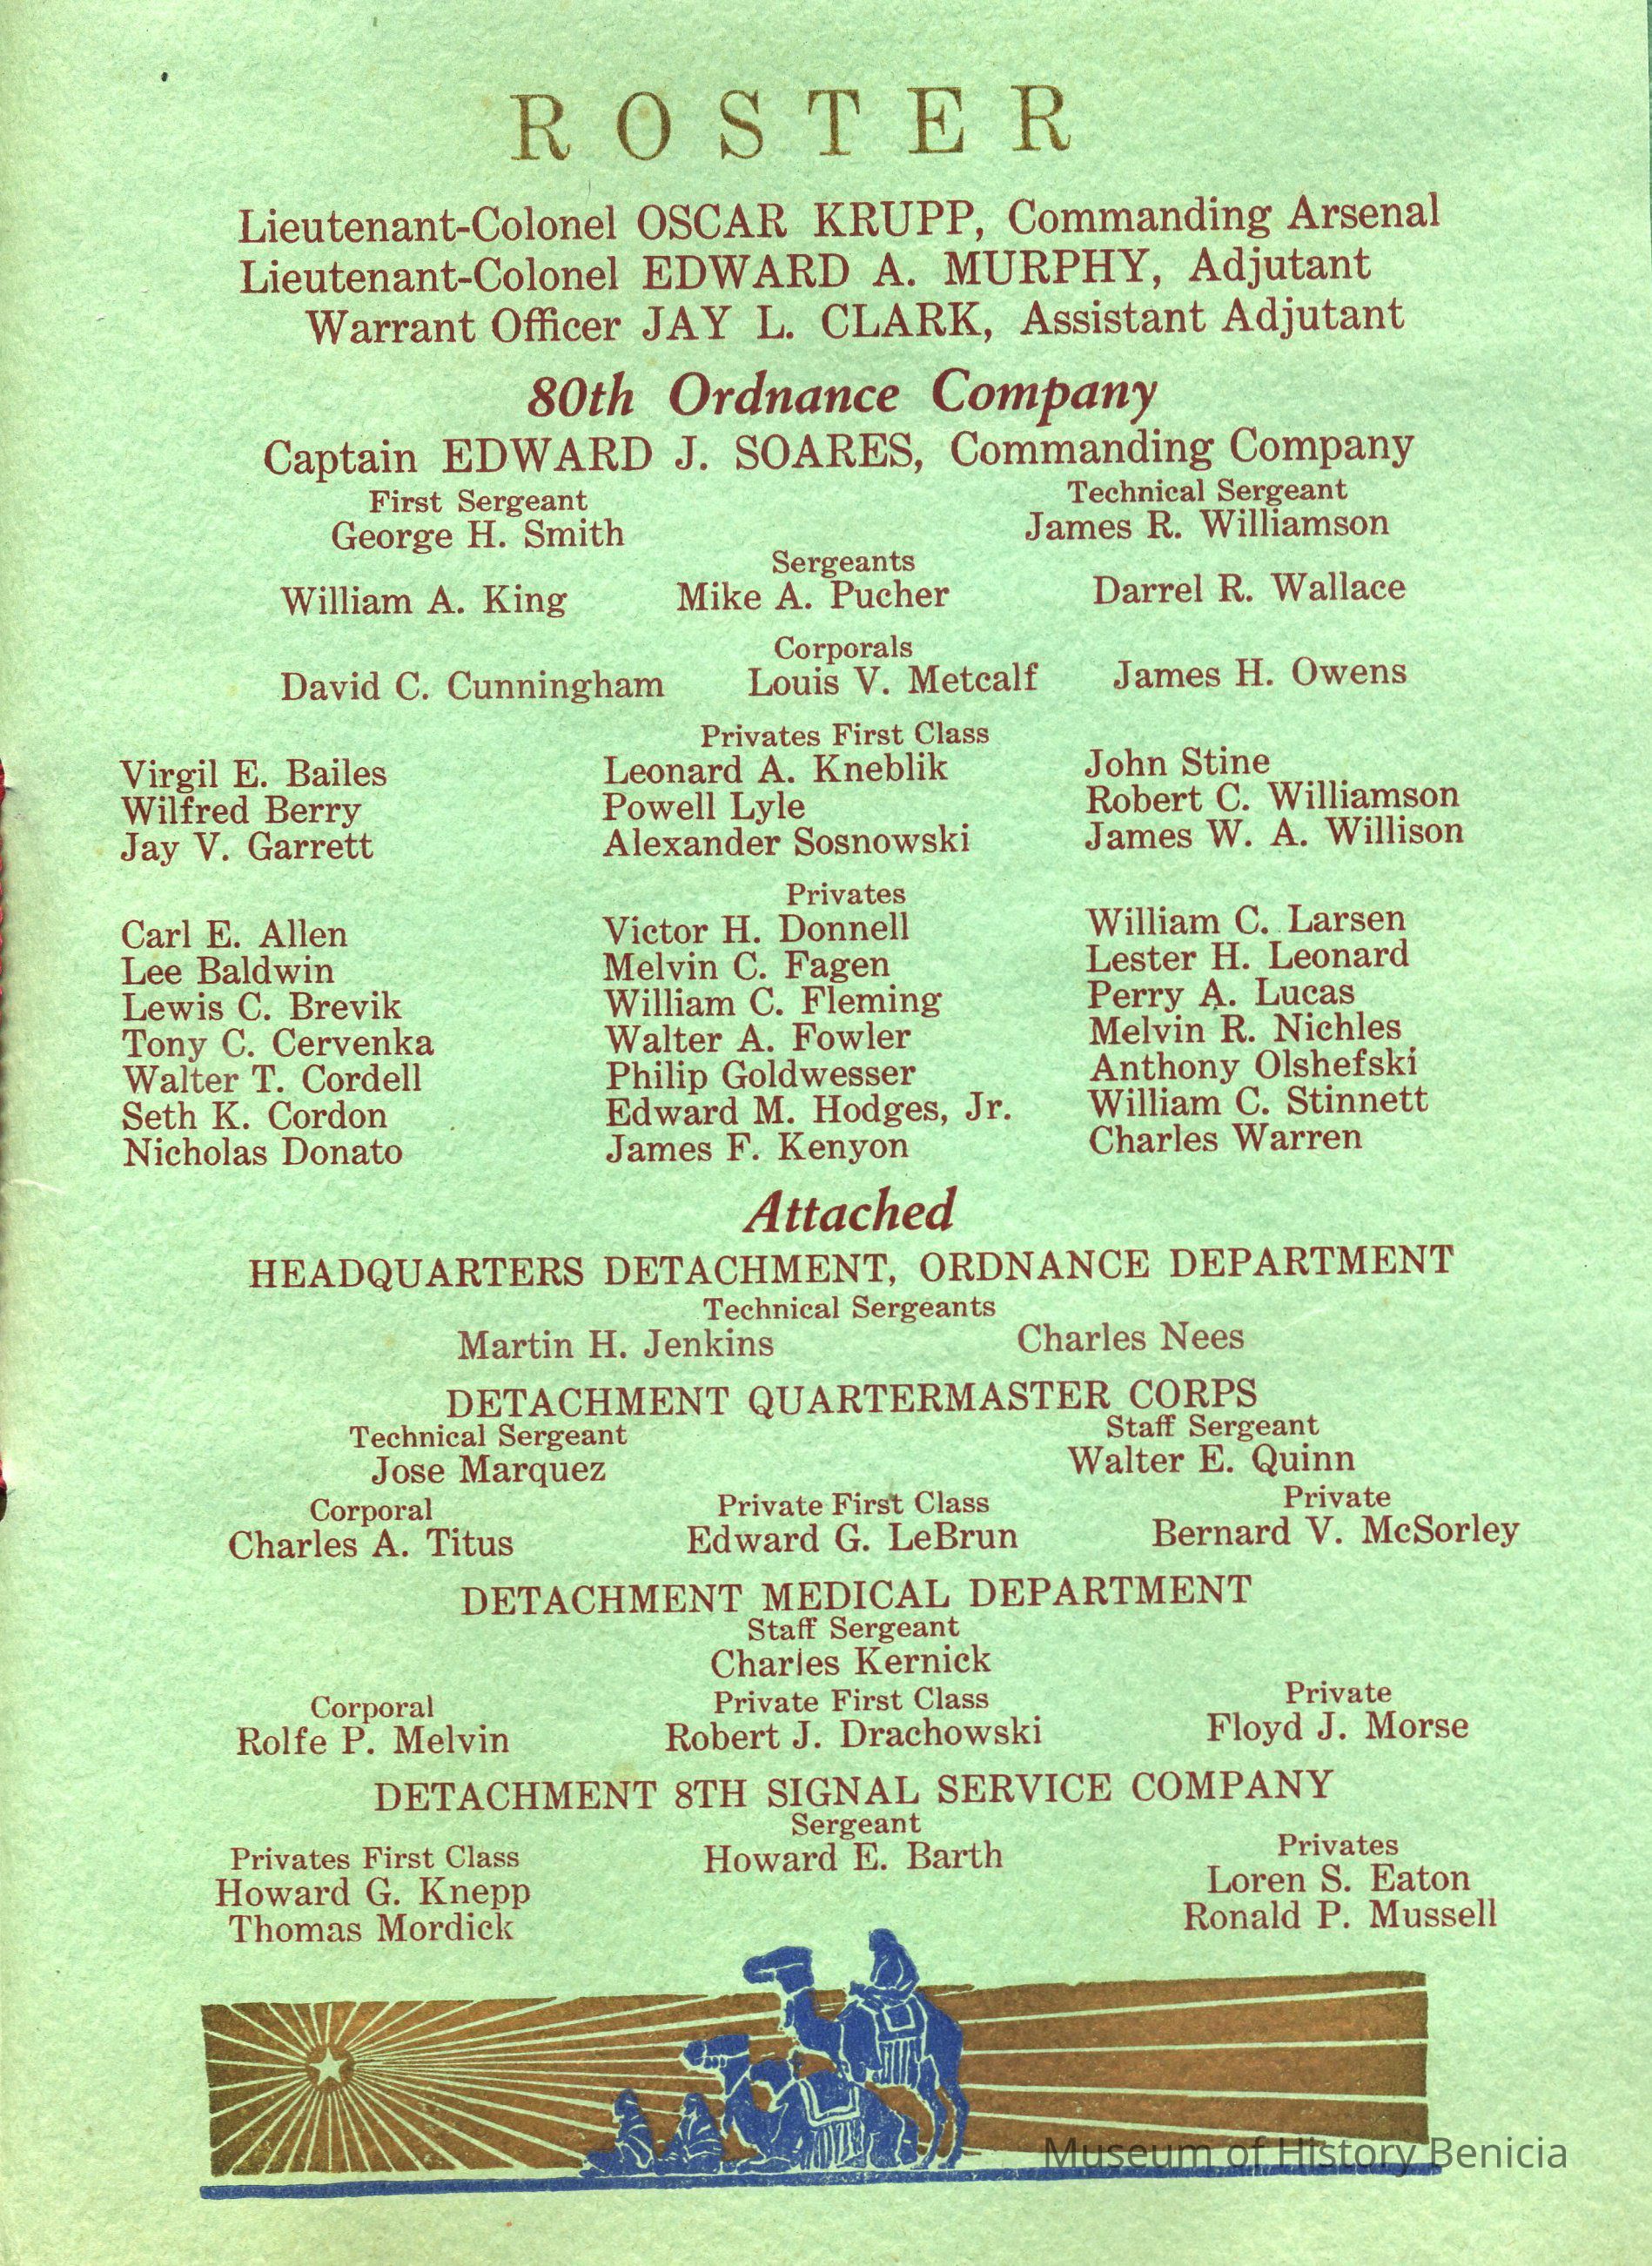 ROSTER
Lieutenant-Colonel OSCAR KRUPP, Commanding Arsenal
Lieutenant-Colonel EDWARD A. MURPHY, Adjutant
Warrant Officer JAY L. CLARK, Assistant Adjutant
80th Ordnance Company
Captain EDWARD J. SOARES, Commanding Company
First Sergeant Technical Sergeant
George H. Smith James R. Williamson
Sergeants
William A. King Mike A. Pucher Darrel R. Wallace
Corporals
David C. Cunningham Louis V. Metcalf James H. Owens
Privates First Class
Virgil E. Bailes Leonard A. Kneblik John Stine
Wilfred Berry Powell Lyle Robert C. Williamson
Jay V. Garrett Alexander Sosnowski James W. A. Willison
Privates
Carl E. Allen Victor H. Donnell William C. Larsen
Lee Baldwin Melvin C. Fagen Lester H. Leonard
Lewis C. Brevik William C. Fleming Perry A. Lucas
Tony C. Cervenka Walter A. Fowler Melvin R. Nichles
Walter T. Cordell Philip Goldwesser Anthony Olshefski
Seth K. Cordon Edward M. Hodges, Jr. William C. Stinnett
Nicholas Donato James F. Kenyon Charles Warren
Attached
HEADQUARTERS DETACHMENT, ORDNANCE DEPARTMENT
Technical Sergeants
Martin H. Jenkins Charles Nees
DETACHMENT QUARTERMASTER CORPS
Technical Sergeant Staff Sergeant
Jose Marquez Walter E. Quinn
Corporal Private First Class Private
Charles A. Titus Edward G. LeBrun Bernard V. McSorley
DETACHMENT MEDICAL DEPARTMENT
Staff Sergeant
Charles Kernick
Corporal Private First Class Private
Rolfe P. Melvin Robert J. Drachowski Floyd J. Morse
DETACHMENT 8TH SIGNAL SERVICE COMPANY
Sergeant
Howard E. Barth
Privates First Class Privates
Howard G. Knepp Loren S. Eaton
Thomas Mordick Ronald P. Mussell
Museum of History Benicia